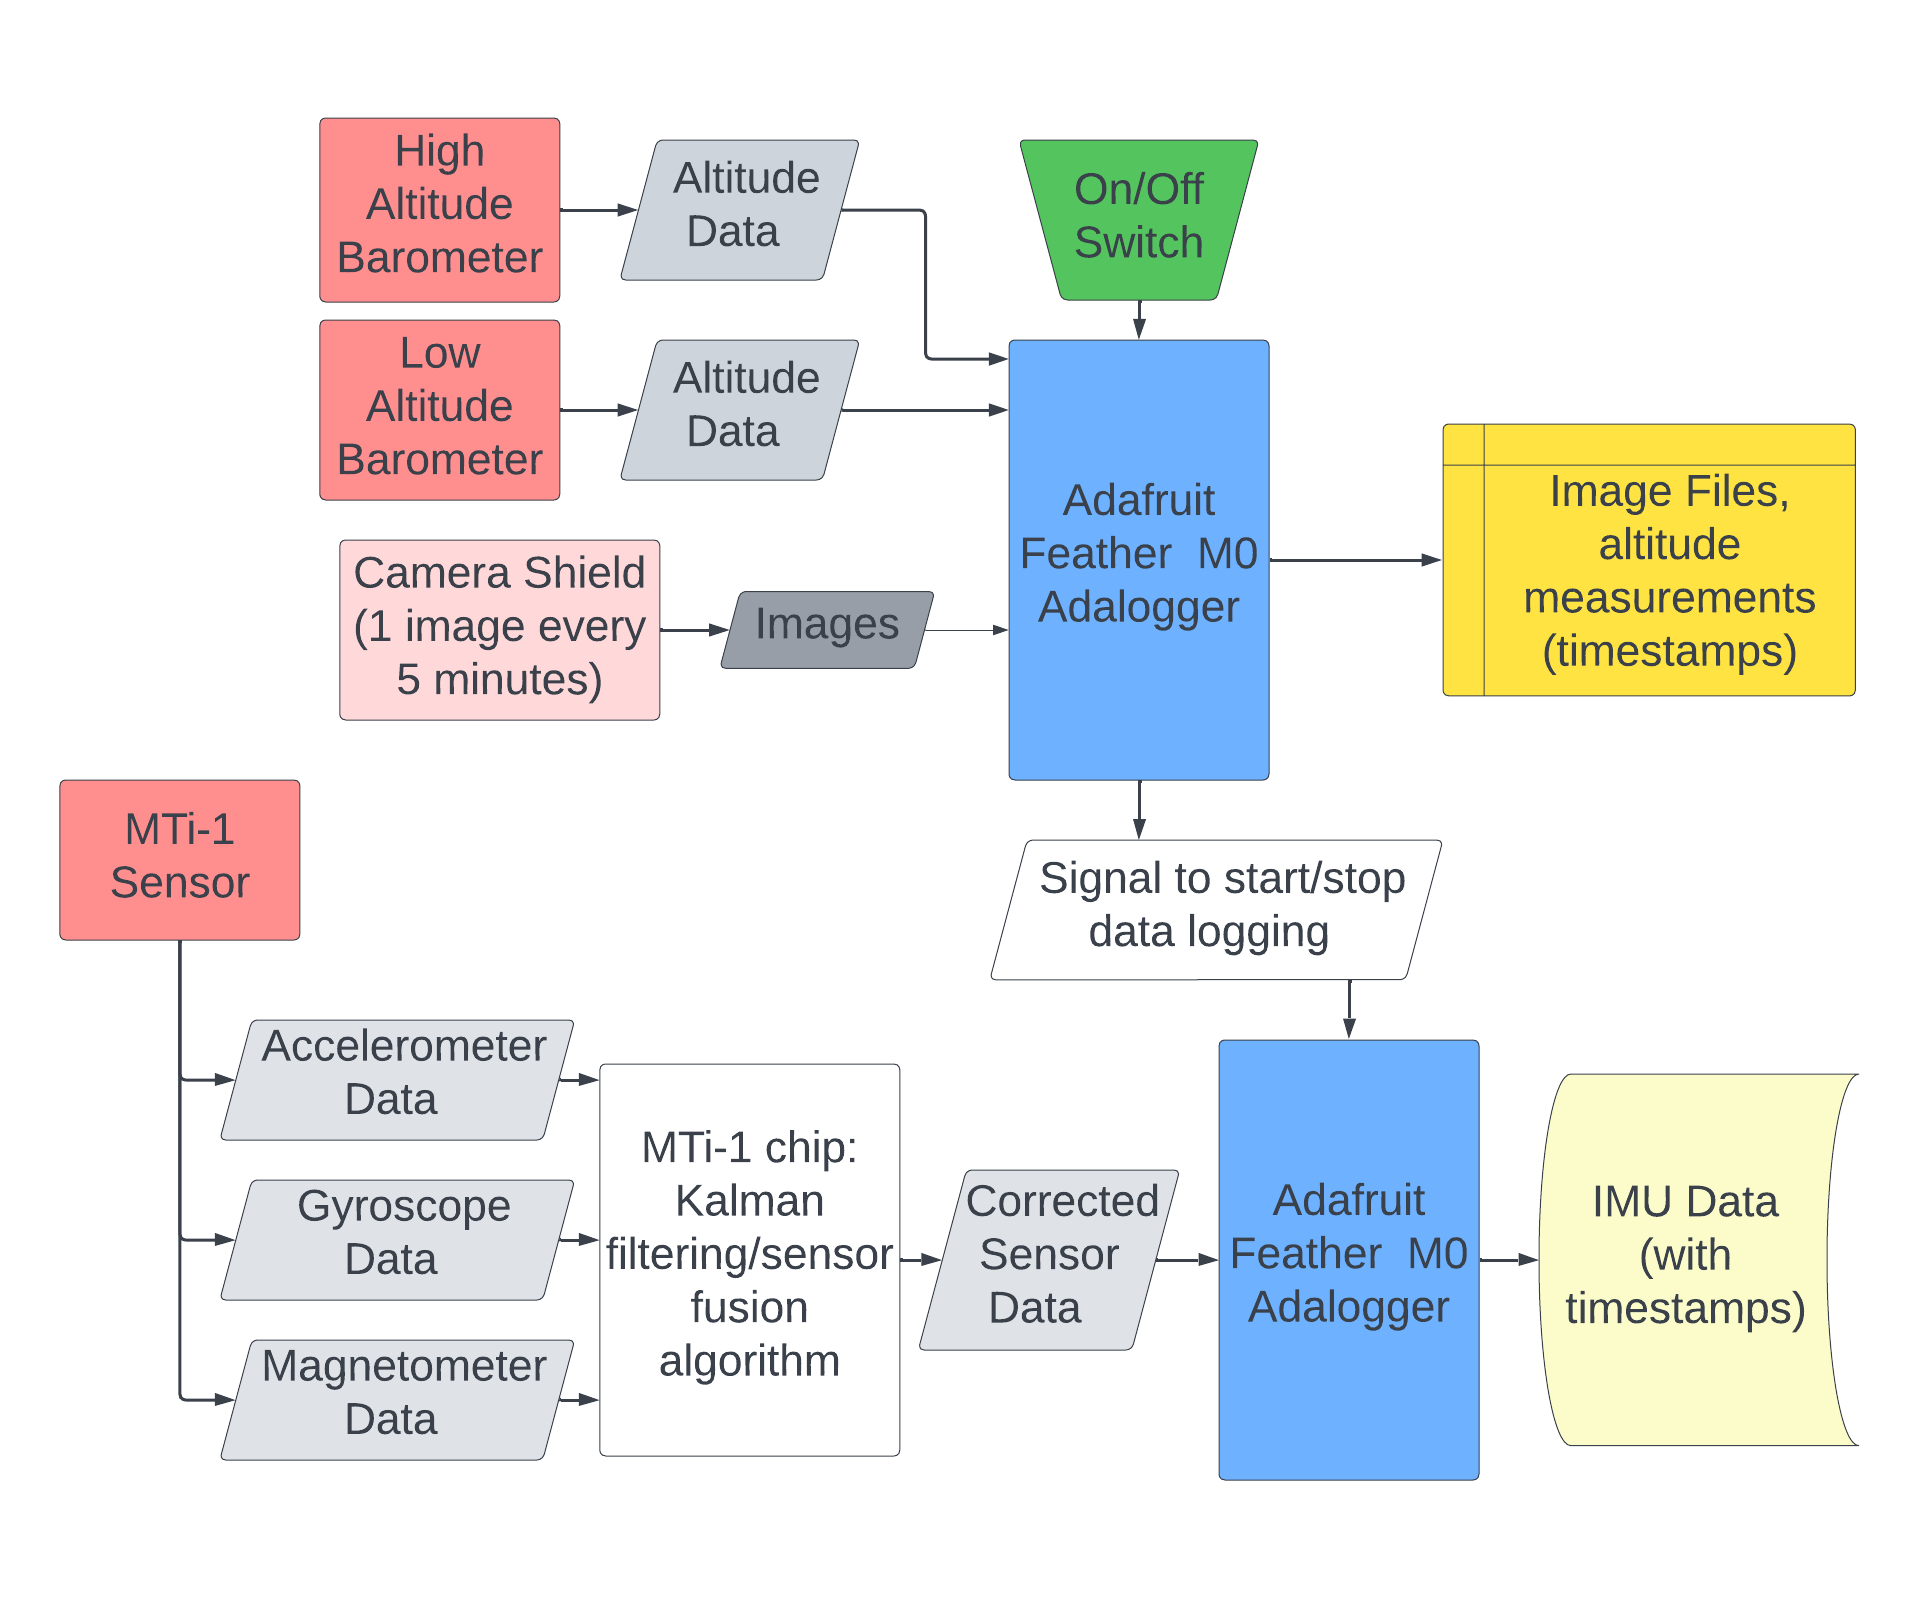 High
Altitude
Barometer
Altitude
Data
On/Off
Switch
Low
Altitude
Barometer
Altitude
Data
Adafruit
Feather  M0
Adalogger
Image Files,
altitude
measurements
(timestamps)
Camera Shield
(1 image every
5 minutes)
Images
MTi-1
Sensor
Signal to start/stop
data logging
Accelerometer
Data
Gyroscope
Data
Magnetometer
Data
MTi-1 chip:
Kalman
filtering/sensor
fusion
algorithm
Corrected
Sensor
Data
Adafruit
Feather  M0
Adalogger
IMU Data
(with
timestamps)